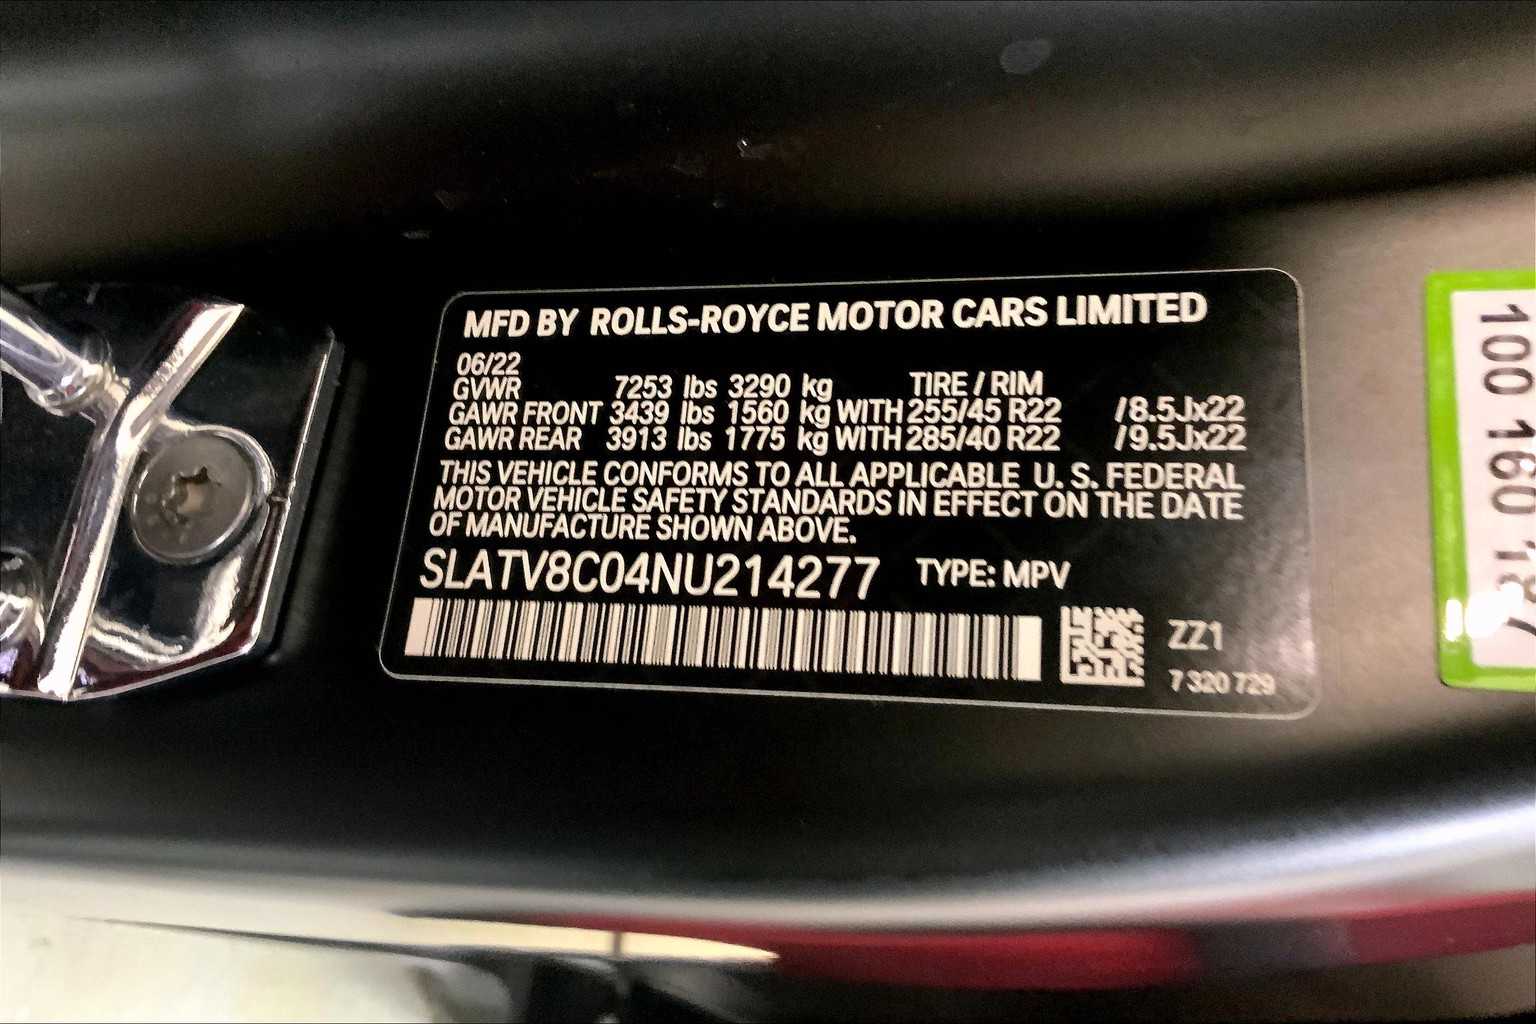 MFD BY ROLLS-ROYCE MOTOR CARS LIMITED
06/22
GVWR 7253 lbs 3290 kg TIRE / RIM
GAWR FRONT 3439 lbs 1560 kg WITH 255/45 R22 /8.5Jx22
GAWR REAR 3913 lbs 1775 kg WITH 285/40 R22 /9.5Jx22
THIS VEHICLE CONFORMS TO ALL APPLICABLE U. S. FEDERAL
MOTOR VEHICLE SAFETY STANDARDS IN EFFECT ON THE DATE
OF MANUFACTURE SHOWN ABOVE.
SLATV8C04NU214277 TYPE: MPV
ZZ1
7 320 729
100 160 187